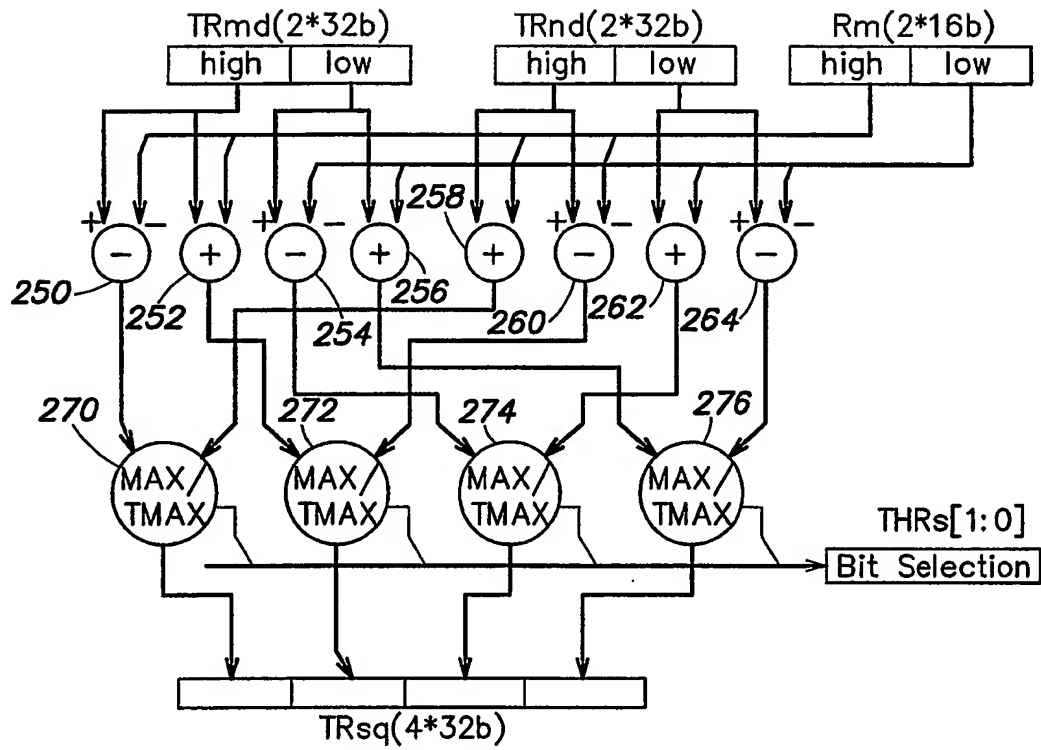 TRmd(2*32b) TRnd(2*32b) Rm(2*16b)
high low high low high low
+ − + − + − + −
− + − + + − + −
250 252 254 256 258 260 262 264
270 272 274 276
MAX/ MAX/ MAX/ MAX/
TMAX TMAX TMAX TMAX
THRs[1:0]
Bit Selection
TRsq(4*32b)